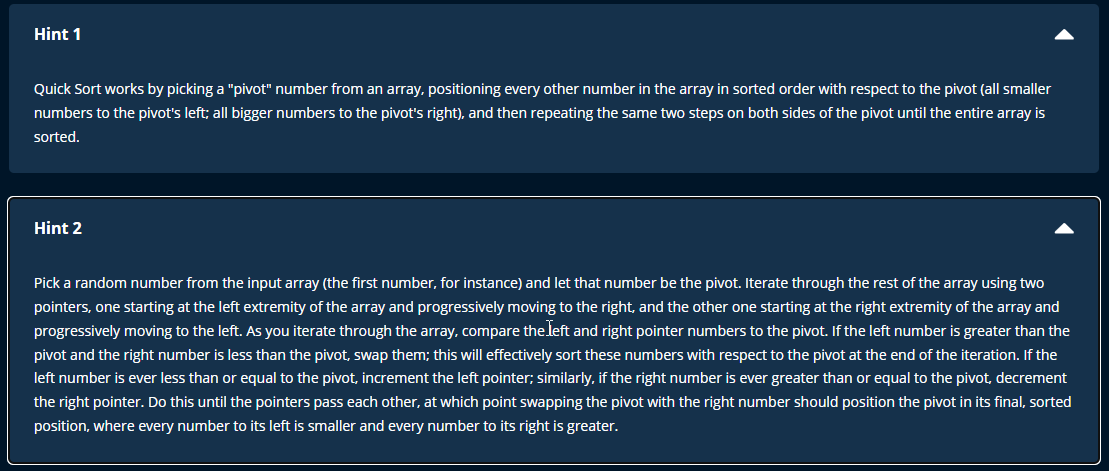 Hint 1
Quick Sort works by picking a "pivot" number from an array, positioning every other number in the array in sorted order with respect to the pivot (all smaller
numbers to the pivot's left; all bigger numbers to the pivot's right), and then repeating the same two steps on both sides of the pivot until the entire array is
sorted.
Hint 2
Pick a random number from the input array (the first number, for instance) and let that number be the pivot. Iterate through the rest of the array using two
pointers, one starting at the left extremity of the array and progressively moving to the right, and the other one starting at the right extremity of the array and
progressively moving to the left. As you iterate through the array, compare the left and right pointer numbers to the pivot. If the left number is greater than the
pivot and the right number is less than the pivot, swap them; this will effectively sort these numbers with respect to the pivot at the end of the iteration. If the
left number is ever less than or equal to the pivot, increment the left pointer; similarly, if the right number is ever greater than or equal to the pivot, decrement
the right pointer. Do this until the pointers pass each other, at which point swapping the pivot with the right number should position the pivot in its final, sorted
position, where every number to its left is smaller and every number to its right is greater.